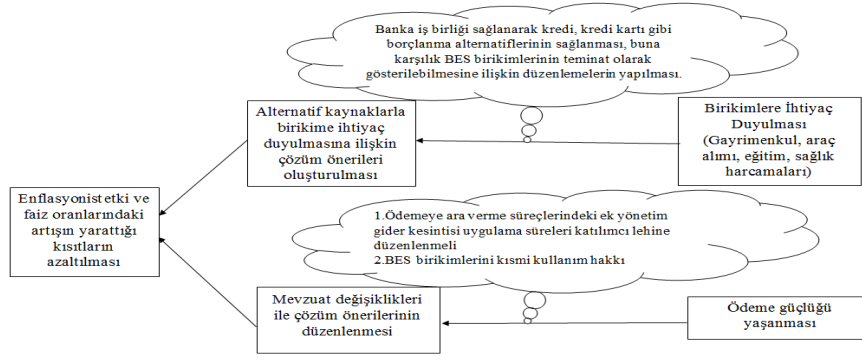 Banka iş birliği sağlanarak kredi, kredi kartı gibi
borçlanma alternatiflerinin sağlanması, buna
karşılık BES birikimlerinin teminat olarak
gösterilebilmesine ilişkin düzenlemelerin yapılması.
Alternatif kaynaklarla
birikime ihtiyaç
duyulmasına ilişkin
çözüm önerileri
oluşturulması
Birikimlere İhtiyaç
Duyulması
(Gayrimenkul, araç
alımı, eğitim, sağlık
harcamaları)
Enflasyonist etki ve
faiz oranlarındaki
artışın yarattığı
kısıtların
azaltılması
1.Ödemeye ara verme süreçlerindeki ek yönetim
gider kesintisi uygulama süreleri katılımcı lehine
düzenlenmeli
2.BES birikimlerini kısmi kullanım hakkı
Mevzuat değişiklikleri
ile çözüm önerilerinin
düzenlenmesi
Ödeme güçlüğü
yaşanması